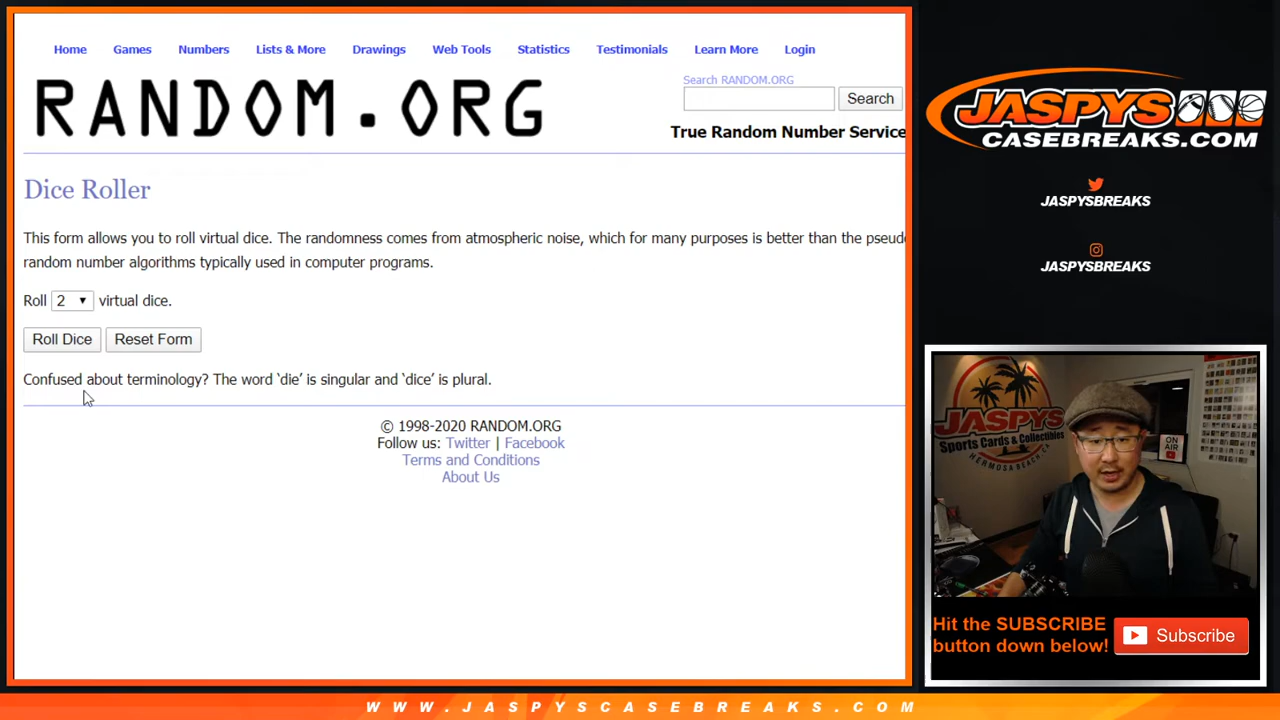 Home Games Numbers Lists & More Drawings Web Tools Statistics Testimonials Learn More Login
RANDOM.ORG
Search RANDOM.ORG
Search
True Random Number Service
Dice Roller
This form allows you to roll virtual dice. The randomness comes from atmospheric noise, which for many purposes is better than the pseudo
random number algorithms typically used in computer programs.
Roll 2 virtual dice.
Roll Dice Reset Form
Confused about terminology? The word ‘die’ is singular and ‘dice’ is plural.
© 1998-2020 RANDOM.ORG
Follow us: Twitter | Facebook
Terms and Conditions
About Us
JASPYS
CASEBREAKS.COM
JASPYSBREAKS
JASPYSBREAKS
JASPYS
Sports Cards & Collectibles
HERMOSA BEACH, CA
ON
AIR
Hit the SUBSCRIBE
button down below!
Subscribe
WWW.JASPYSCASEBREAKS.COM